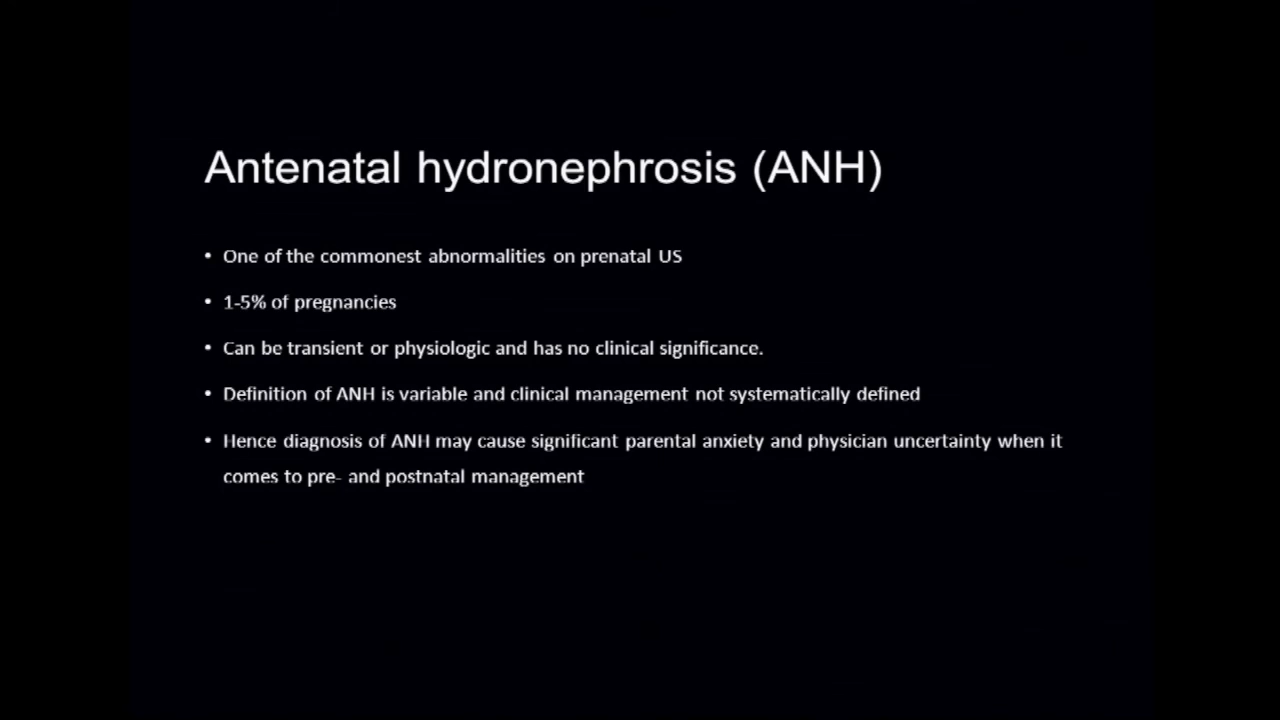 Antenatal hydronephrosis (ANH)
• One of the commonest abnormalities on prenatal US
• 1-5% of pregnancies
• Can be transient or physiologic and has no clinical significance.
• Definition of ANH is variable and clinical management not systematically defined
• Hence diagnosis of ANH may cause significant parental anxiety and physician uncertainty when it
comes to pre- and postnatal management